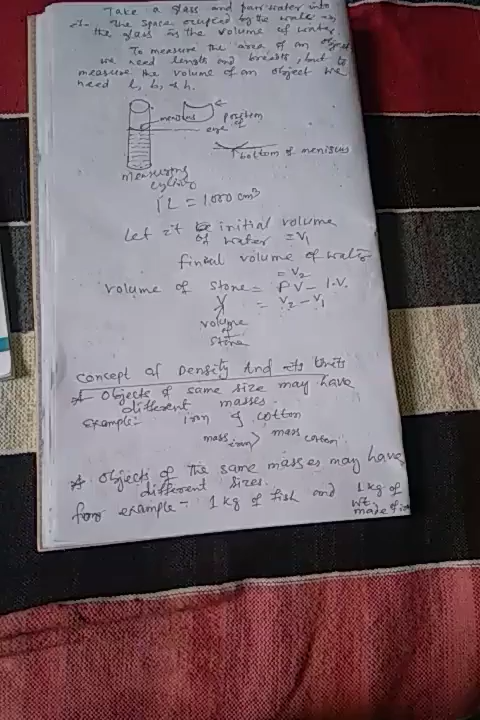 Take a glass and pour water into
it. The space occupied by the water in
the glass is the volume of water
To measure the area of an object
we need length and breadth, but to
measure the volume of an object we
need l, b, & h.
meniscus
position of
eye
bottom of meniscus
measuring
cylinder
1L = 1000 cm³
Let it initial volume
of water = V₁
final volume of water
= V₂
volume of stone = F V - I.V.
= V₂ - V₁
V
volume
of
stone
concept of Density And its Units
* Objects of same size may have
different masses.
example:- iron & cotton
mass iron > mass cotton
* objects of the same masses may have
different sizes.
for example - 1 kg of fish and 1 kg of
wt.
made of